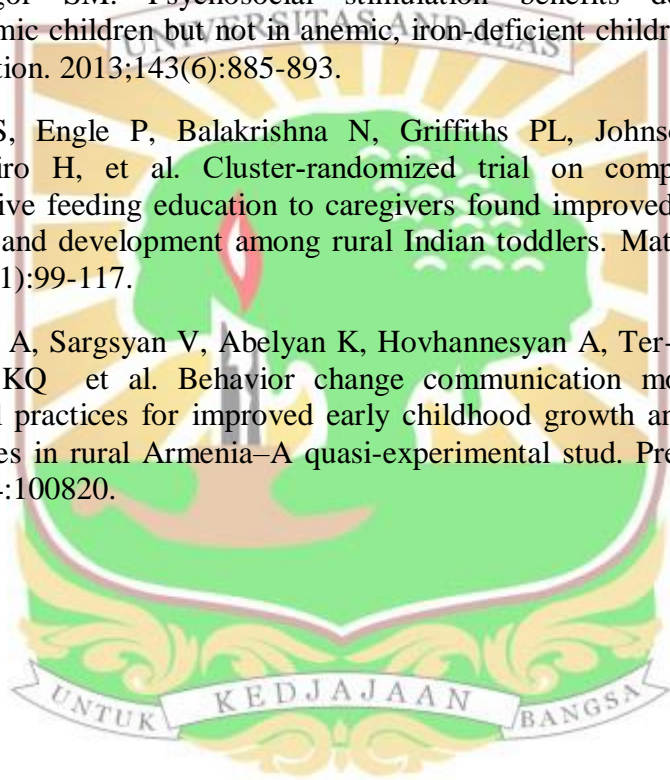 gor SM. Psychosocial stimulation benefits de
UNIVERSITAS ANDALAS
mic children but not in anemic, iron-deficient childr
tion. 2013;143(6):885-893.
S, Engle P, Balakrishna N, Griffiths PL, Johns
iro H, et al. Cluster-randomized trial on comp
ive feeding education to caregivers found improved
and development among rural Indian toddlers. Mat
1):99-117.
A, Sargsyan V, Abelyan K, Hovhannesyan A, Ter-
KQ et al. Behavior change communication mo
l practices for improved early childhood growth an
es in rural Armenia–A quasi-experimental stud. Pre
:100820.
UNTUK KEDJAJAAN BANGSA